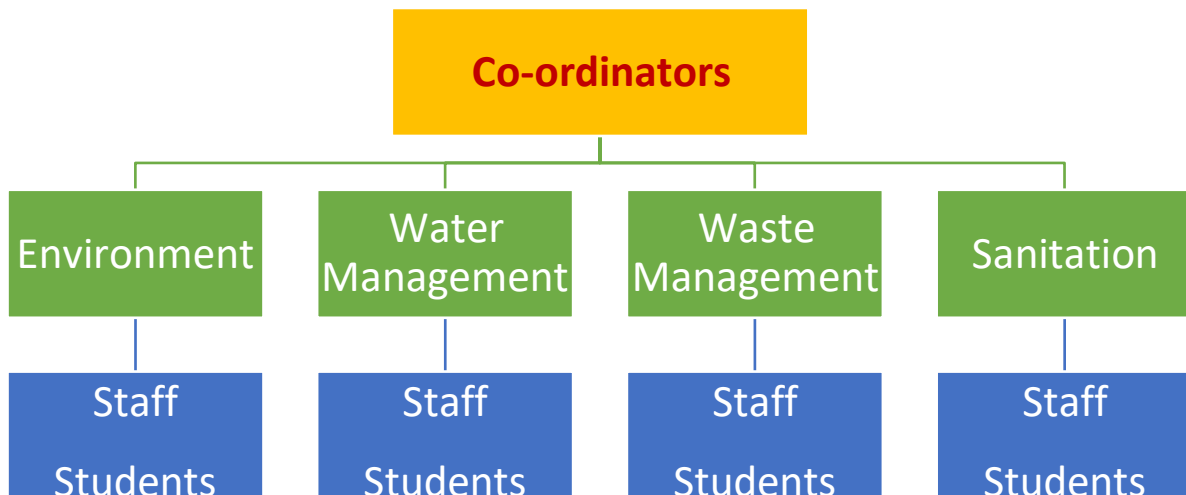 Co-ordinators
Environment
Water
Management
Waste
Management
Sanitation
Staff
Students
Staff
Students
Staff
Students
Staff
Students